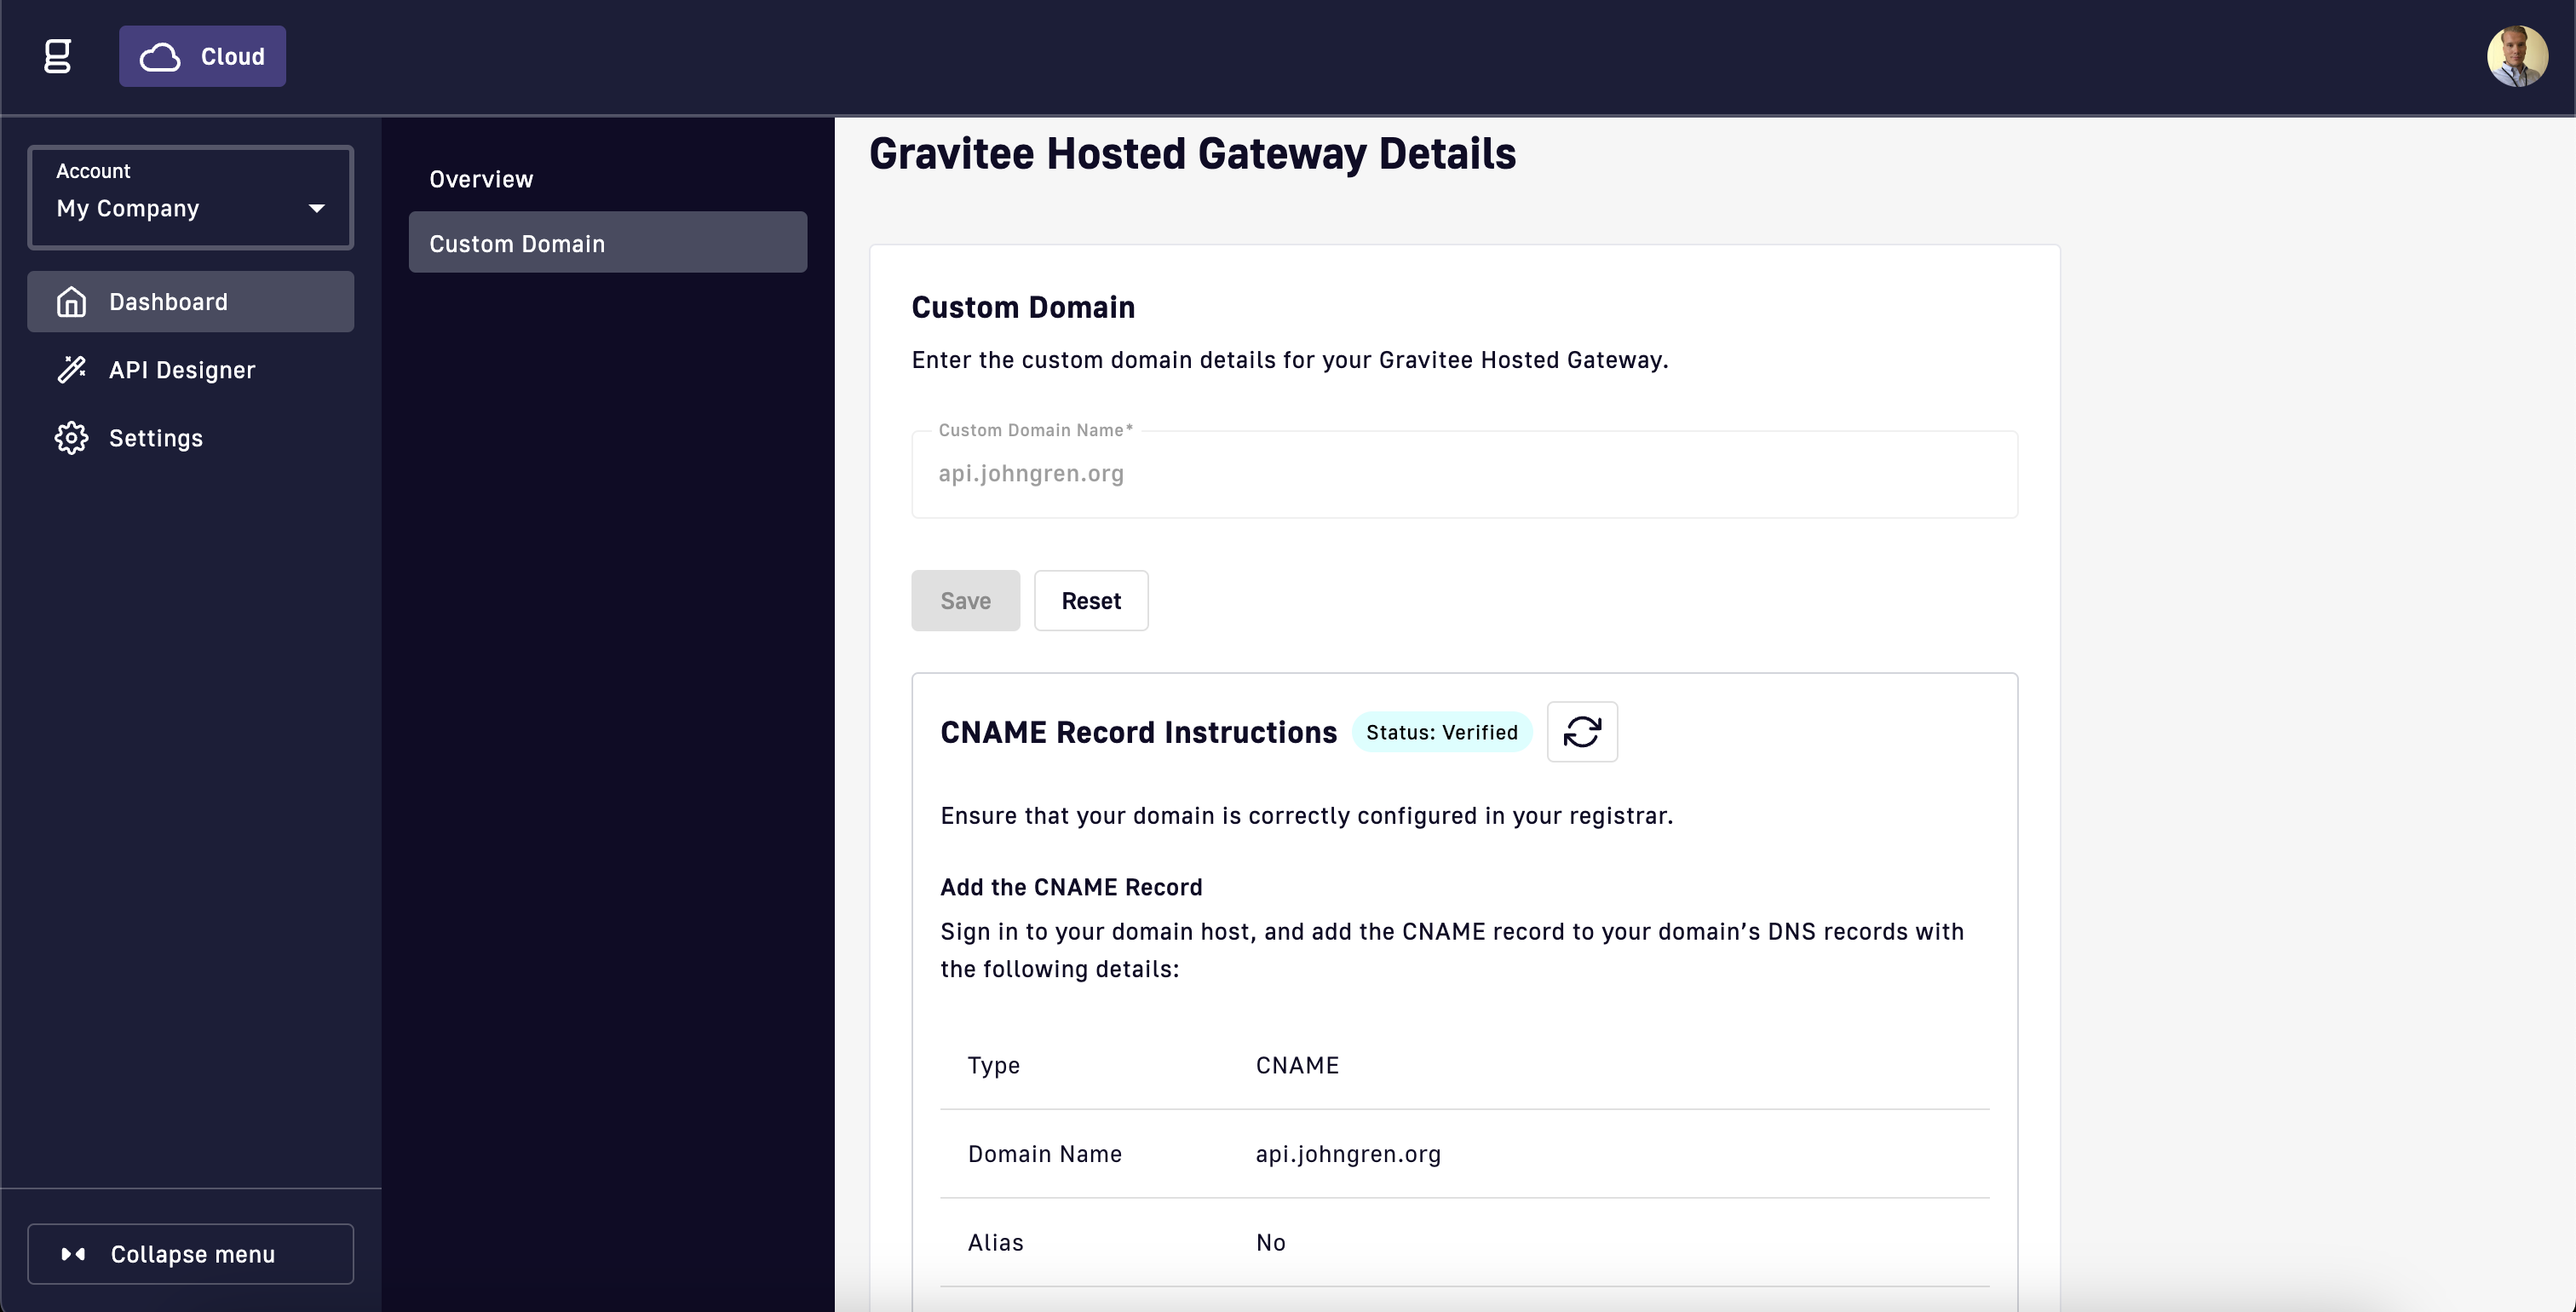 g
Cloud
Account
My Company
Dashboard
API Designer
Settings
Collapse menu
Overview
Custom Domain
Gravitee Hosted Gateway Details
Custom Domain
Enter the custom domain details for your Gravitee Hosted Gateway.
Custom Domain Name*
api.johngren.org
Save
Reset
CNAME Record Instructions
Status: Verified
Ensure that your domain is correctly configured in your registrar.
Add the CNAME Record
Sign in to your domain host, and add the CNAME record to your domain’s DNS records with
the following details:
Type CNAME
Domain Name api.johngren.org
Alias No